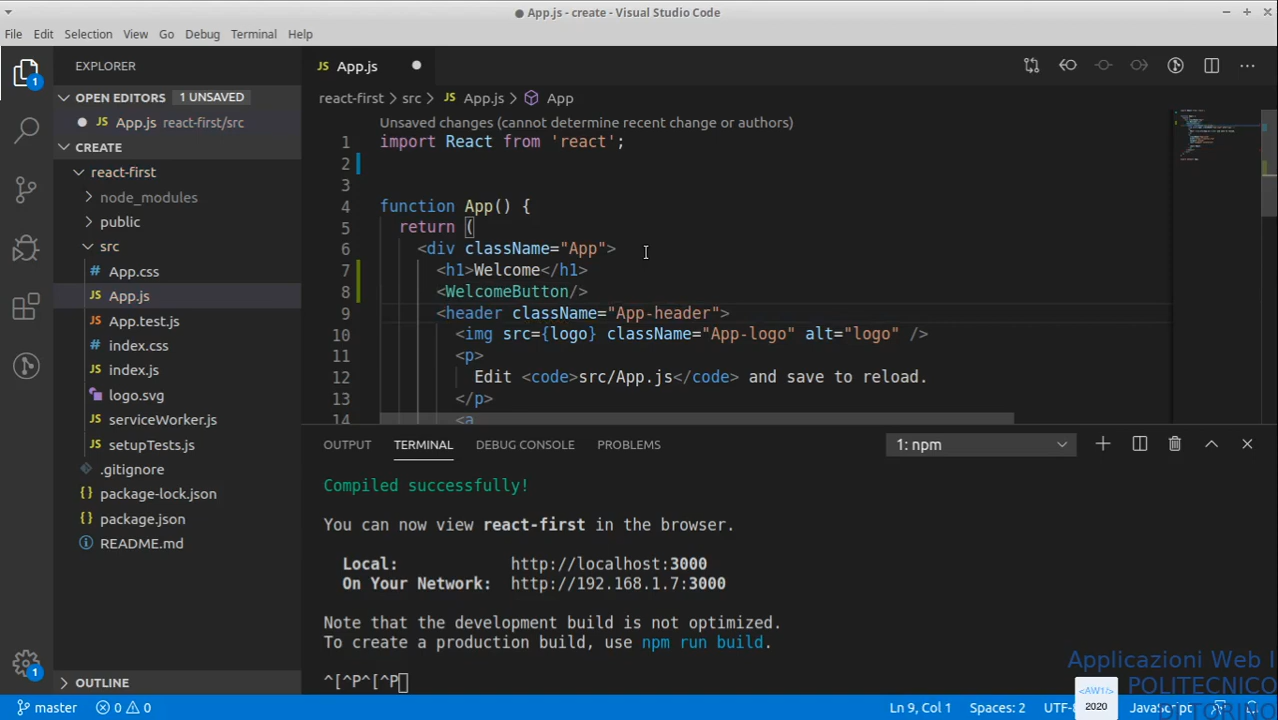 ● App.js - create - Visual Studio Code
File Edit Selection View Go Debug Terminal Help
EXPLORER
OPEN EDITORS 1 UNSAVED
App.js react-first/src
CREATE
react-first
node_modules
public
src
App.css
App.js
App.test.js
index.css
index.js
logo.svg
serviceWorker.js
setupTests.js
.gitignore
package-lock.json
package.json
README.md
OUTLINE
1
1
JS App.js
react-first > src > JS App.js > App
Unsaved changes (cannot determine recent change or authors)
1 import React from 'react';
2
3
4 function App() {
5 return (
6 <div className="App">
7 <h1>Welcome</h1>
8 <WelcomeButton/>
9 <header className="App-header">
10 <img src={logo} className="App-logo" alt="logo" />
11 <p>
12 Edit <code>src/App.js</code> and save to reload.
13 </p>
14 <a
OUTPUT TERMINAL DEBUG CONSOLE PROBLEMS 1: npm
Compiled successfully!
You can now view react-first in the browser.
Local: http://localhost:3000
On Your Network: http://192.168.1.7:3000
Note that the development build is not optimized.
To create a production build, use npm run build.
^[^P^[^P
master 0 0 Ln 9, Col 1 Spaces: 2 JavaScript
Applicazioni Web I
POLITECNICO
<AW1/>
2020